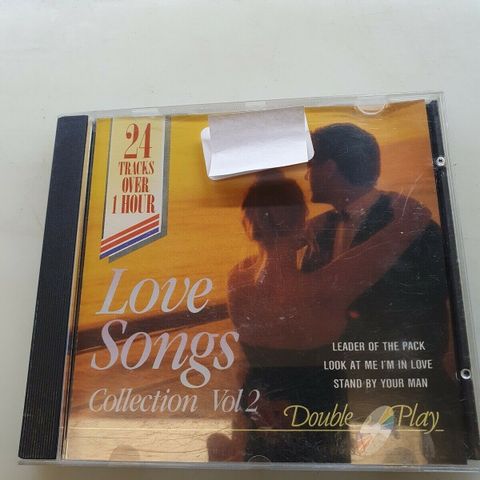 24
TRACKS
OVER
1 HOUR
Love
Songs
Collection Vol 2
LEADER OF THE PACK
LOOK AT ME I'M IN LOVE
STAND BY YOUR MAN
Double Play